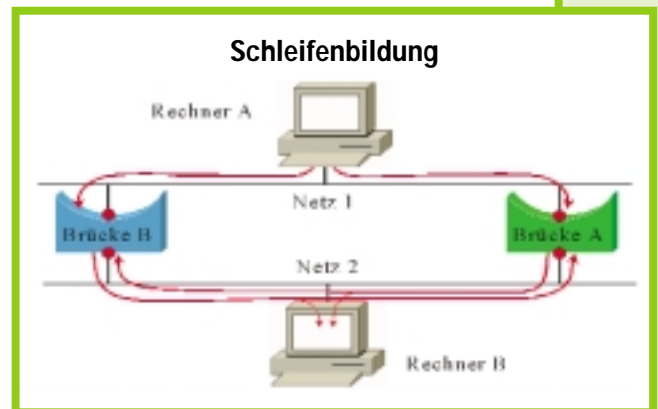 Schleifenbildung
Rechner A
Netz 1
Brücke B
Brücke A
Netz 2
Rechner B